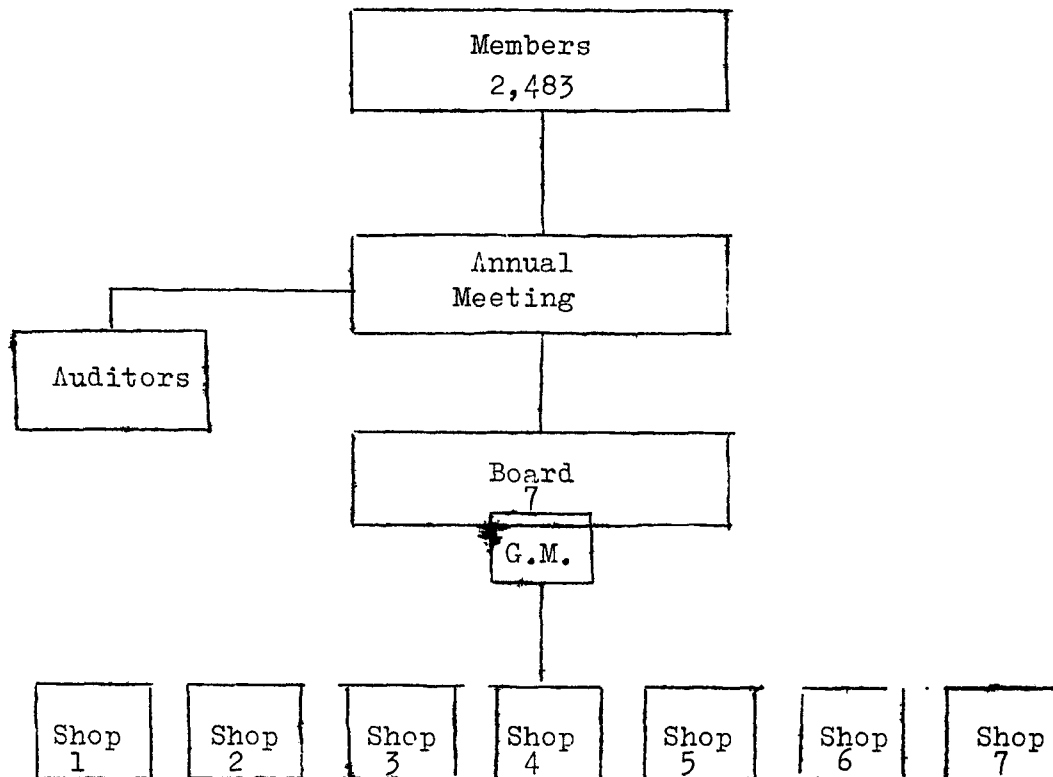 Members
2,483
Annual
Meeting
Auditors
Board
7
G.M.
Shop
1
Shop
2
Shop
3
Shop
4
Shop
5
Shop
6
Shop
7